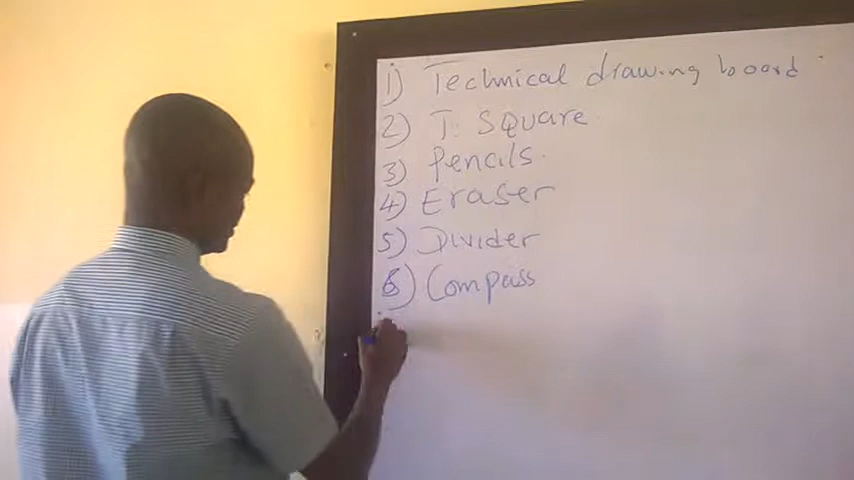 1) Technical drawing board.
2) T. Square.
3) Pencils.
4) Eraser
5) Divider
6) Compass